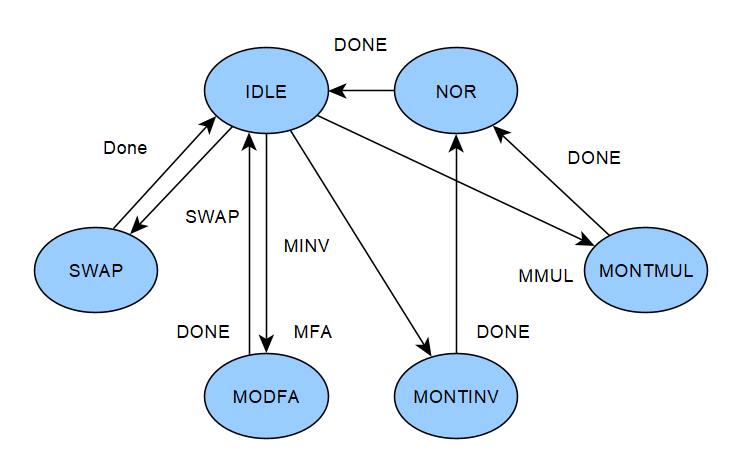 DONE
IDLE
NOR
Done
DONE
SWAP
MINV
SWAP
MMUL
MONTMUL
DONE
MFA
DONE
MODFA
MONTINV